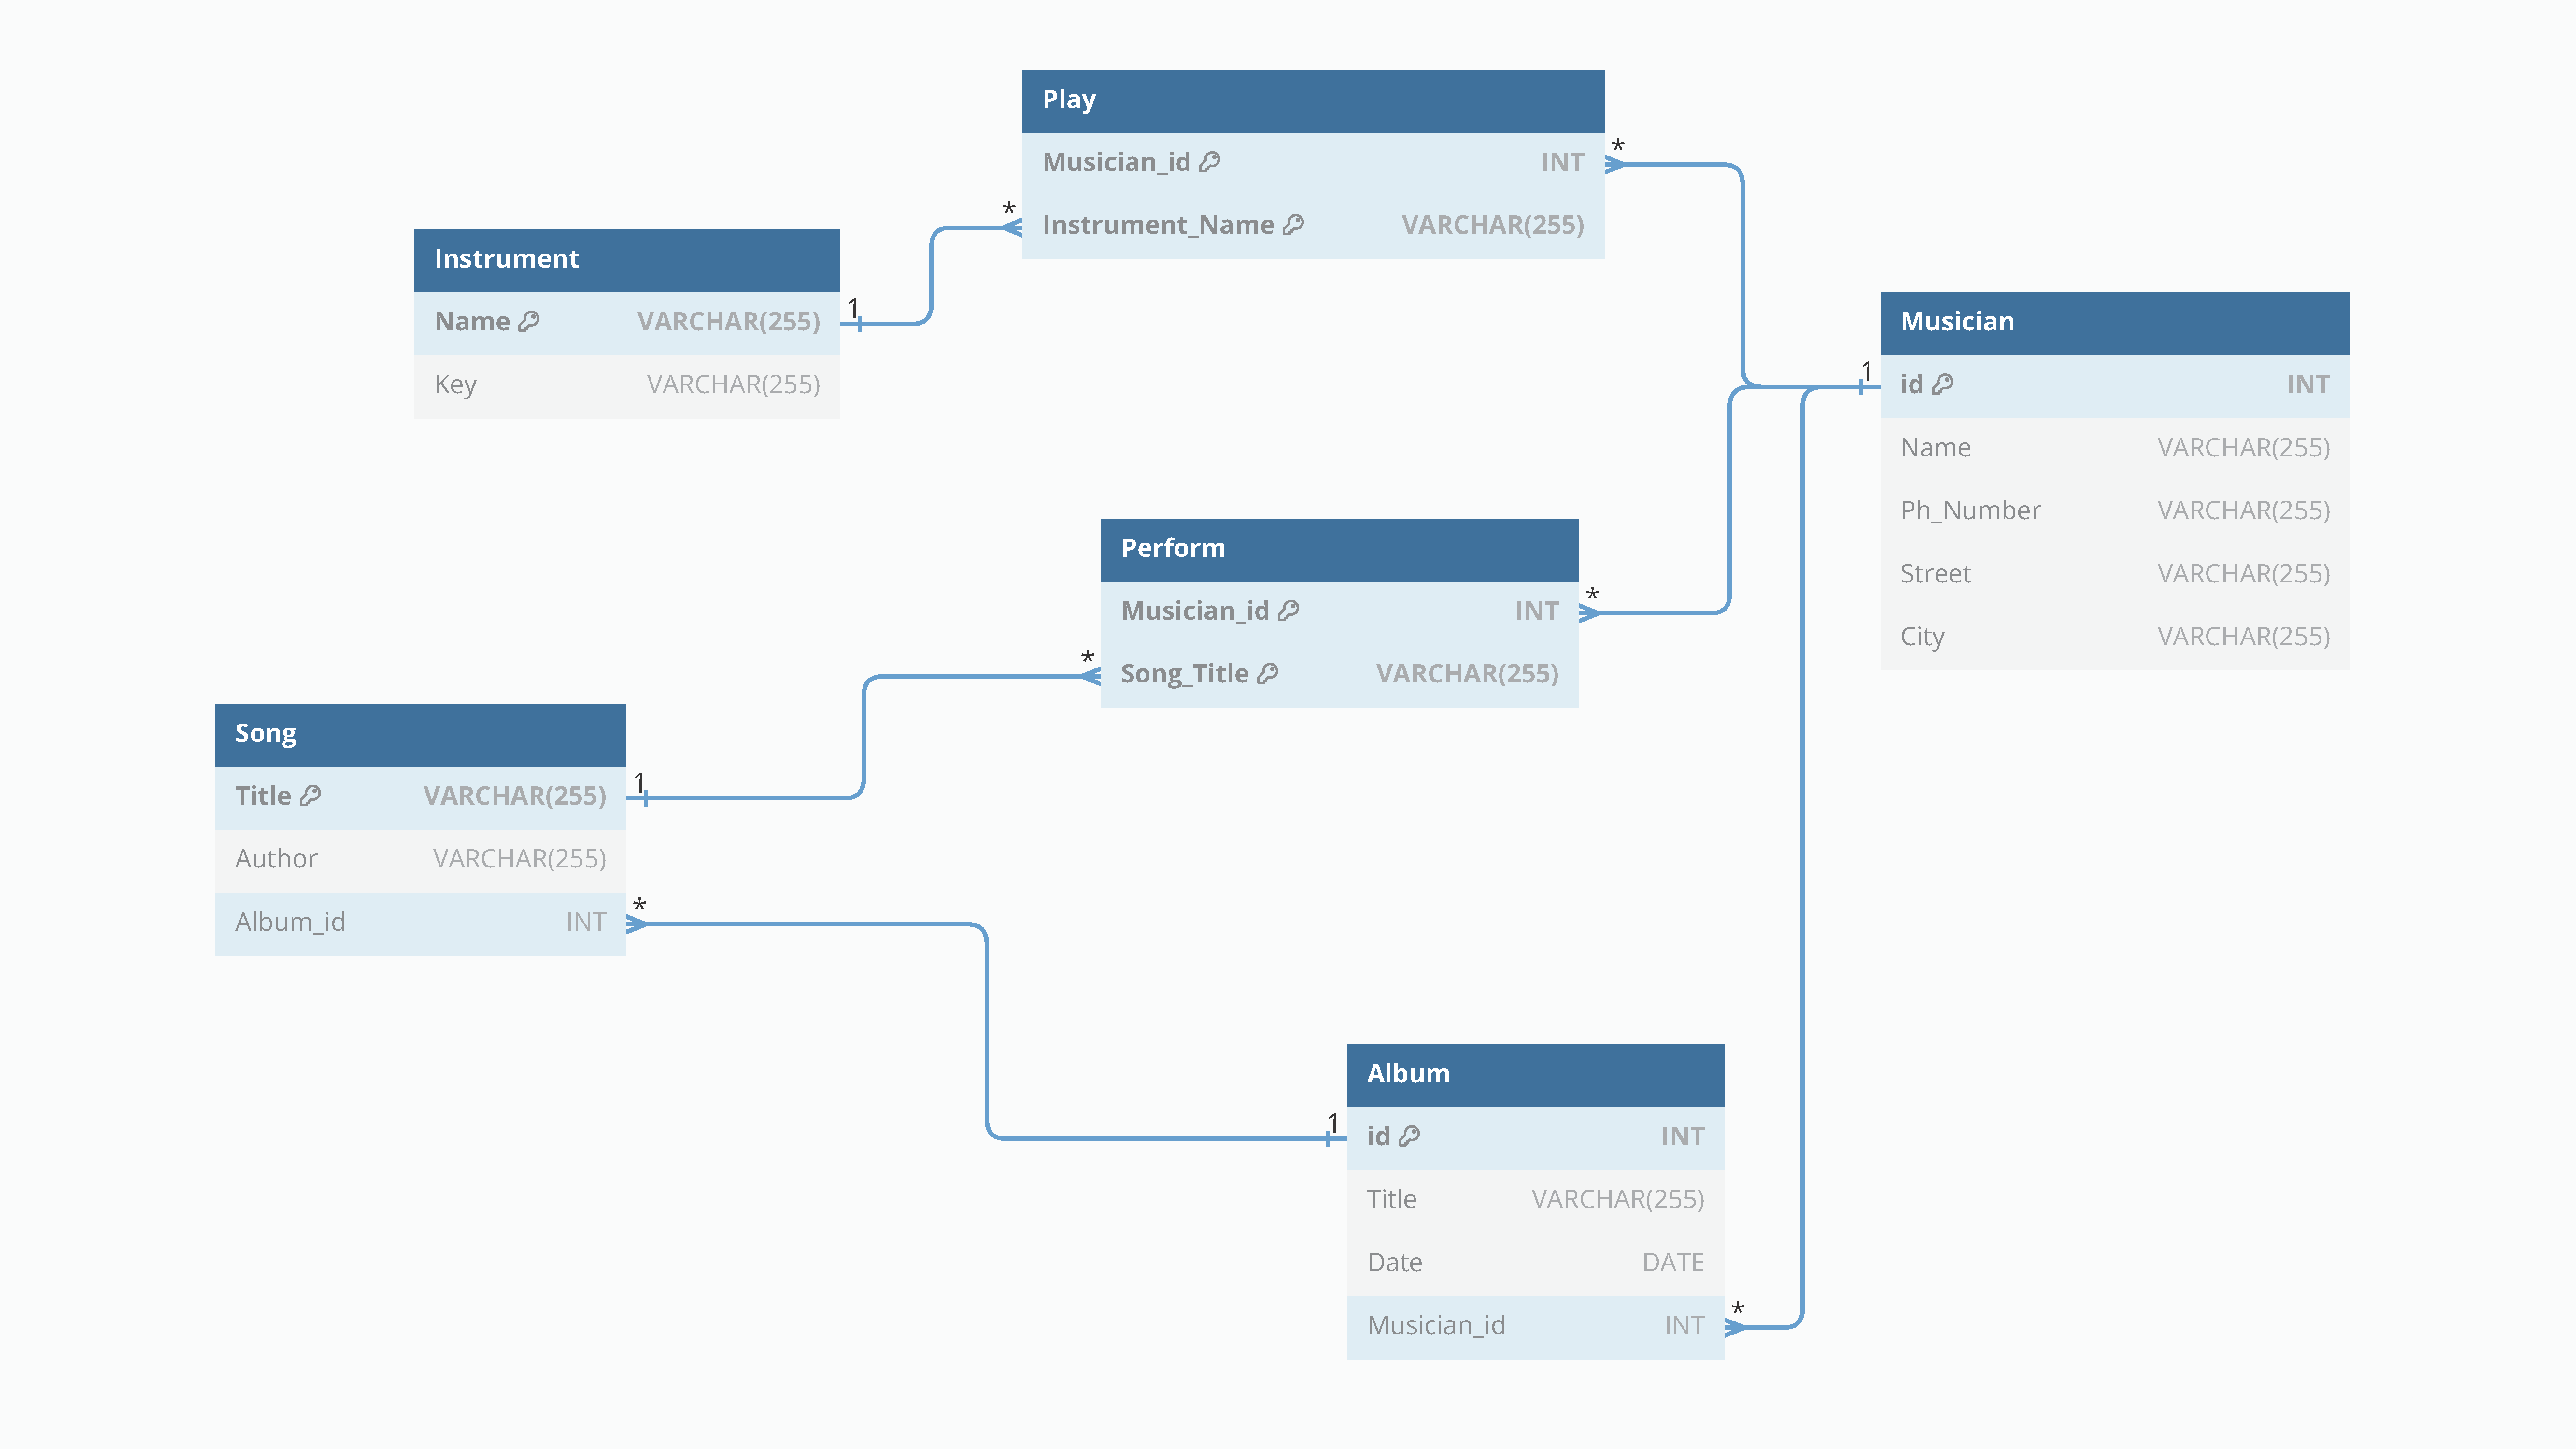 Play
Musician_id INT
Instrument_Name VARCHAR(255)
*
*
Instrument
Name VARCHAR(255)
Key VARCHAR(255)
1
Musician
id INT
Name VARCHAR(255)
Ph_Number VARCHAR(255)
Street VARCHAR(255)
City VARCHAR(255)
1
Perform
Musician_id INT
Song_Title VARCHAR(255)
*
*
Song
Title VARCHAR(255)
Author VARCHAR(255)
Album_id INT
1
*
Album
id INT
Title VARCHAR(255)
Date DATE
Musician_id INT
1
*